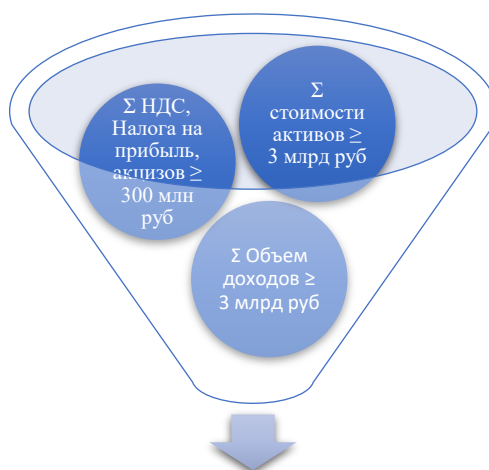 Σ НДС,
Налога на
прибыль,
акцизов ≥
300 млн
руб
Σ
стоимости
активов ≥
3 млрд руб
Σ Объем
доходов ≥
3 млрд руб